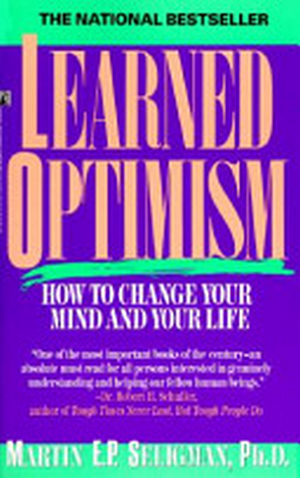 THE NATIONAL BESTSELLER
LEARNED
OPTIMISM
HOW TO CHANGE YOUR
MIND AND YOUR LIFE
"One of the most important books of the century–an
absolute must read for all persons interested in genuinely
understanding and helping our fellow human beings."
–Dr. Robert H. Schuller,
author of Tough Times Never Last, But Tough People Do
MARTIN E.P. SELIGMAN, PH.D.